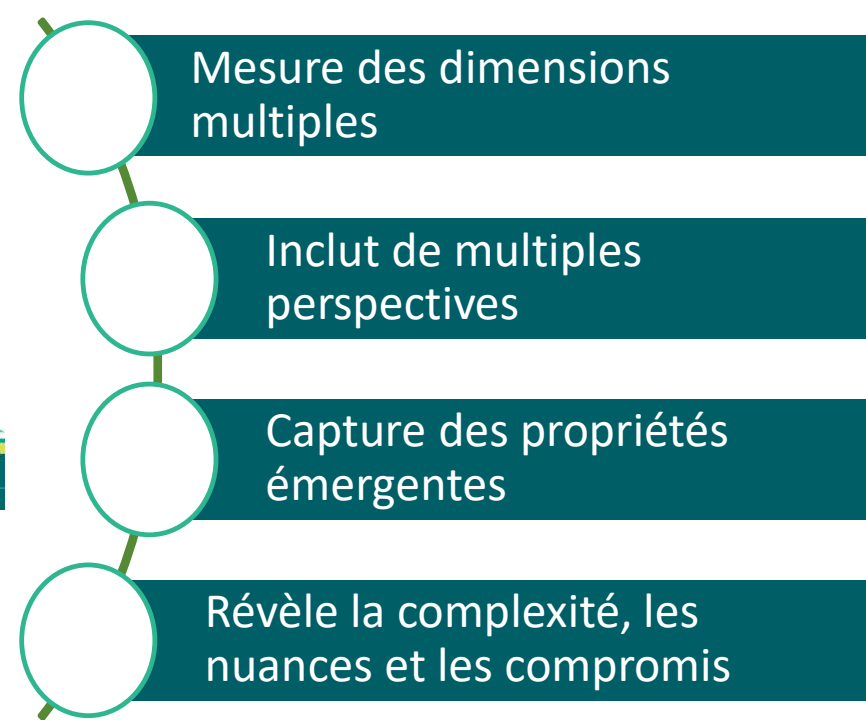 Mesure des dimensions
multiples
Inclut de multiples
perspectives
Capture des propriétés
émergentes
Révèle la complexité, les
nuances et les compromis